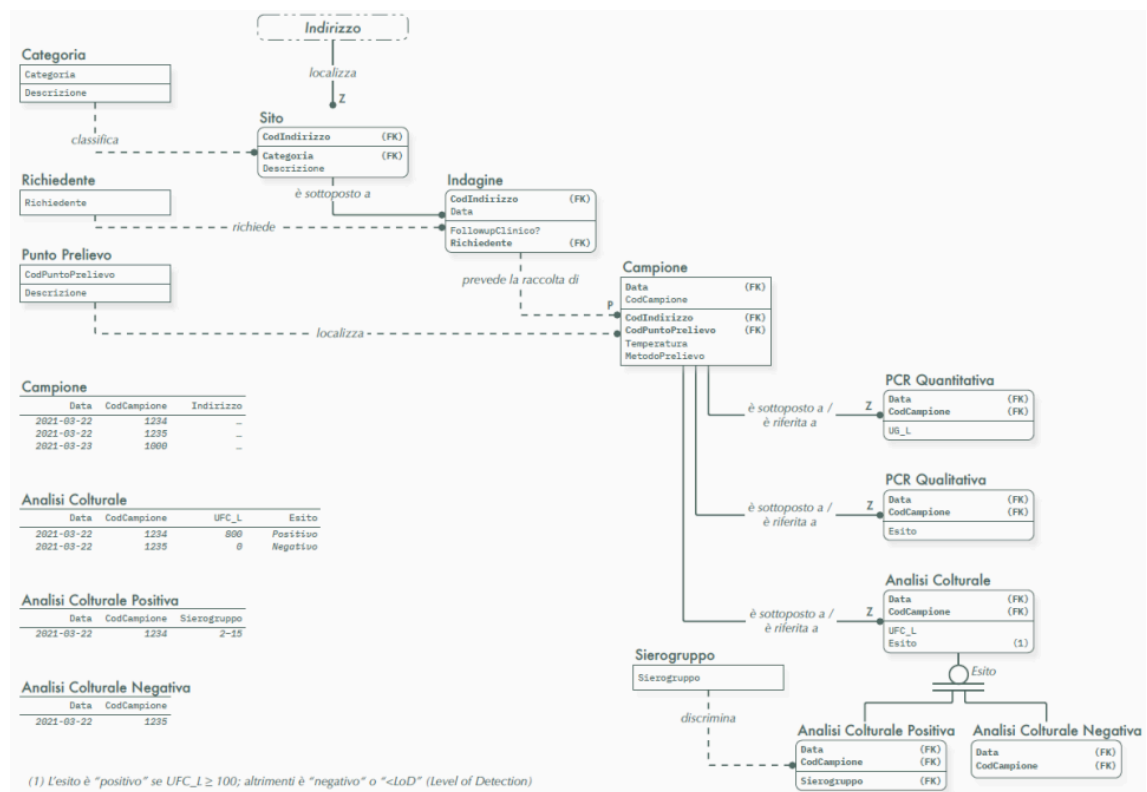 Indirizzo
localizza
Z
Categoria
Categoria
Descrizione
classifica
Sito
CodIndirizzo (FK)
Categoria (FK)
Descrizione
è sottoposto a
Richiedente
Richiedente
richiede
Indagine
CodIndirizzo (FK)
Data
FollowupClinico?
Richiedente (FK)
prevede la raccolta di
P
Punto Prelievo
CodPuntoPrelievo
Descrizione
localizza
Campione
Data (FK)
CodCampione
CodIndirizzo (FK)
CodPuntoPrelievo (FK)
Temperatura
MetodoPrelievo
è sottoposto a /
è riferita a
Z
PCR Quantitativa
Data (FK)
CodCampione (FK)
UG_L
è sottoposto a /
è riferita a
Z
PCR Qualitativa
Data (FK)
CodCampione (FK)
Esito
è sottoposto a /
è riferita a
Z
Analisi Colturale
Data (FK)
CodCampione (FK)
UFC_L
Esito (1)
Esito
Sierogruppo
Sierogruppo
discrimina
Analisi Colturale Positiva
Data (FK)
CodCampione (FK)
Sierogruppo (FK)
Analisi Colturale Negativa
Data (FK)
CodCampione (FK)
Campione
Data CodCampione Indirizzo
2021-03-22 1234 …
2021-03-22 1235 …
2021-03-23 1000 …
Analisi Colturale
Data CodCampione UFC_L Esito
2021-03-22 1234 800 Positivo
2021-03-22 1235 0 Negativo
Analisi Colturale Positiva
Data CodCampione Sierogruppo
2021-03-22 1234 2-15
Analisi Colturale Negativa
Data CodCampione
2021-03-22 1235
(1) L'esito è "positivo" se UFC_L ≥ 100; altrimenti è "negativo" o "<LoD" (Level of Detection)